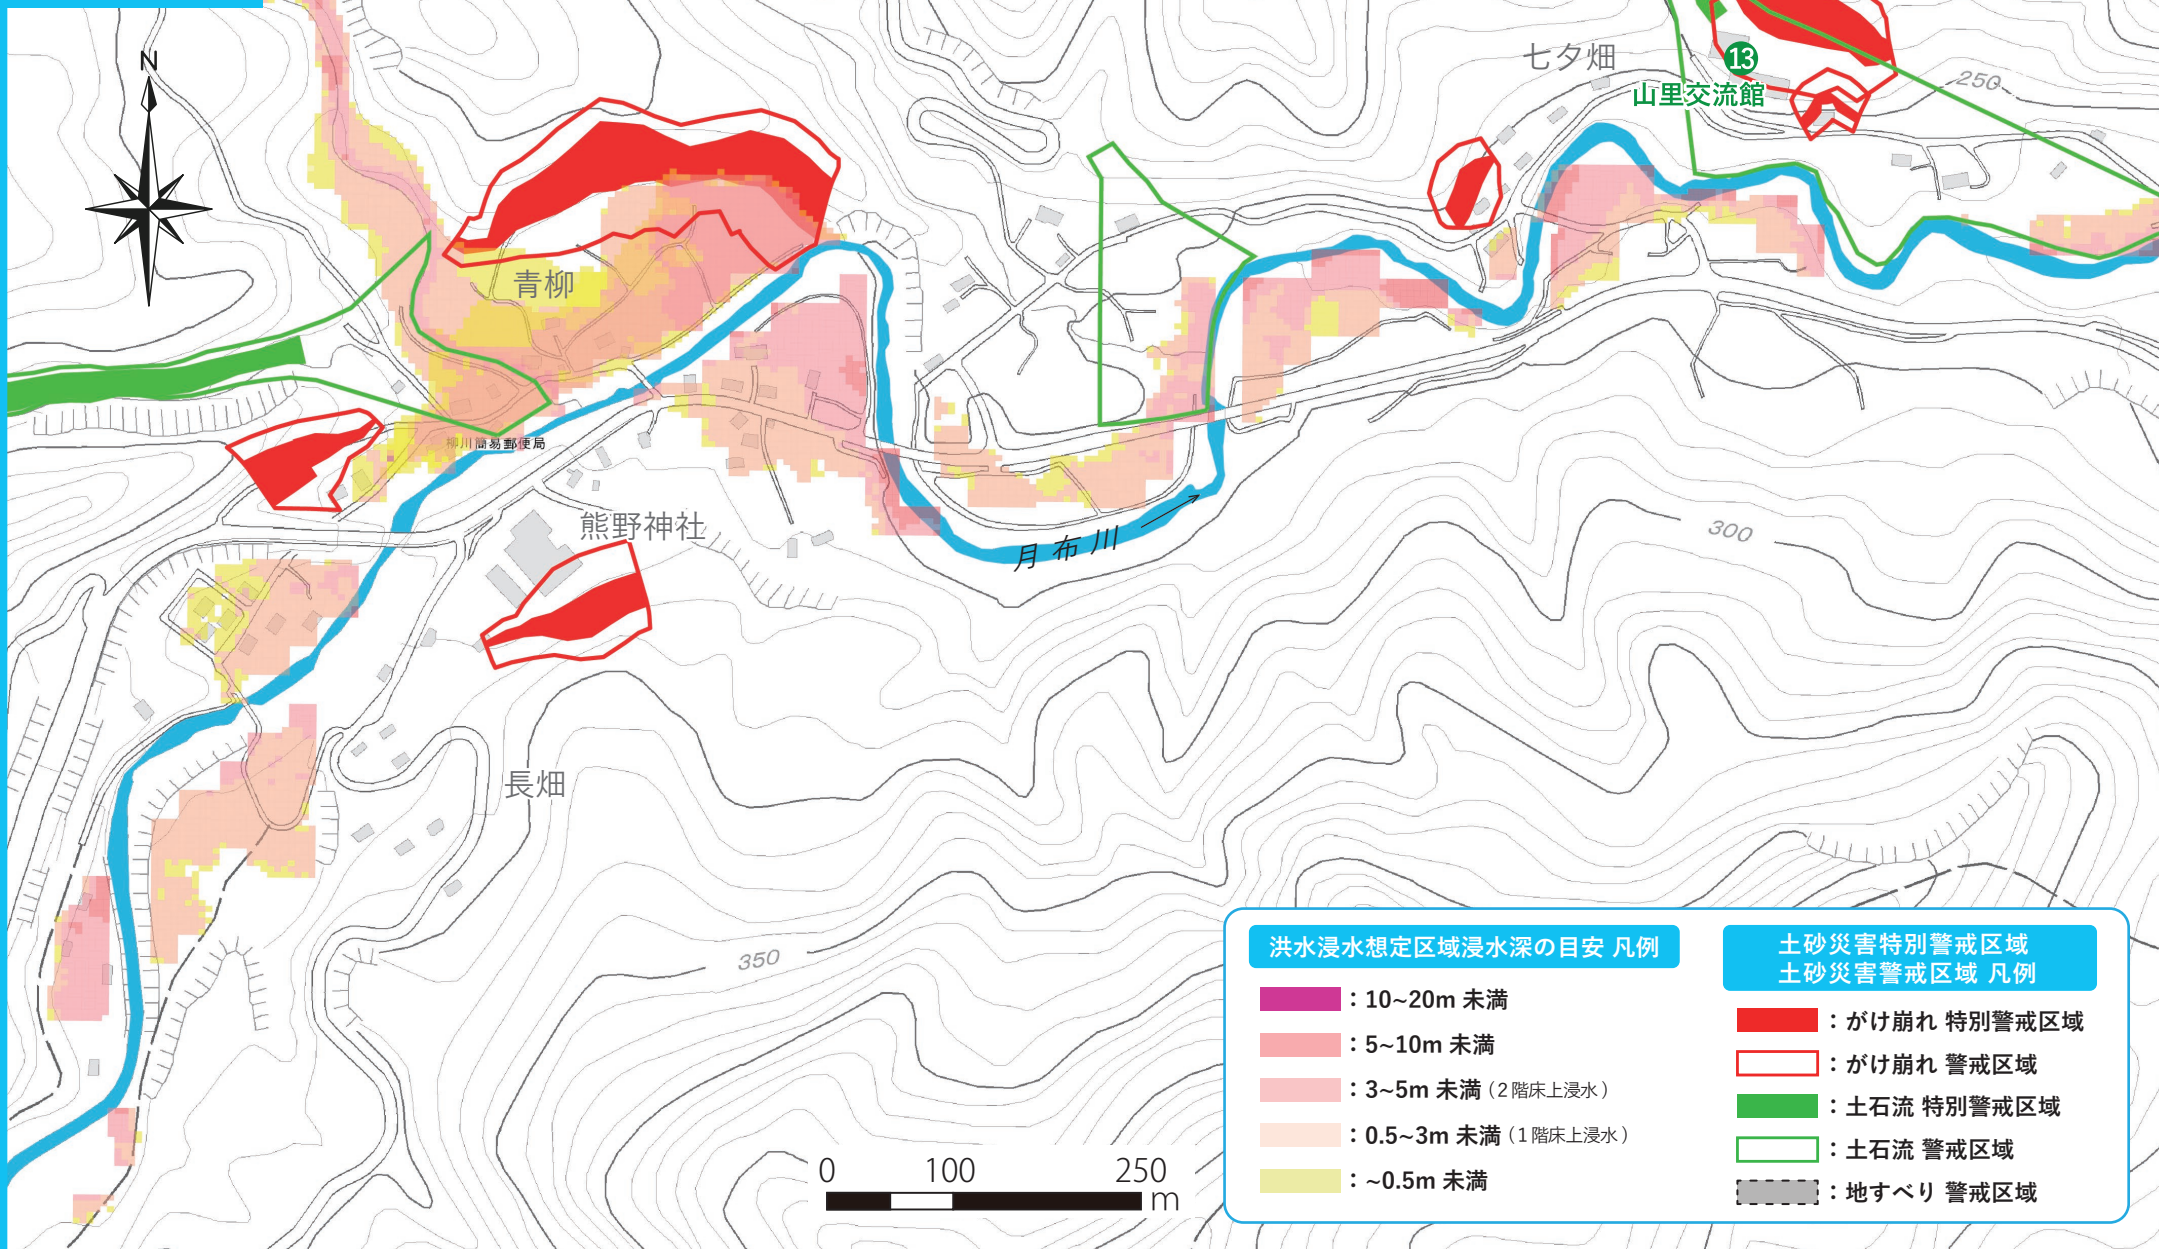 N
七夕畑
13
山里交流館
250
青柳
柳川簡易郵便局
熊野神社
月布川
300
長畑
350
0 100 250
m
洪水浸水想定区域浸水深の目安 凡例
：10~20m 未満
：5~10m 未満
：3~5m 未満（2階床上浸水）
：0.5~3m 未満（1階床上浸水）
：~0.5m 未満
土砂災害特別警戒区域
土砂災害警戒区域 凡例
：がけ崩れ 特別警戒区域
：がけ崩れ 警戒区域
：土石流 特別警戒区域
：土石流 警戒区域
：地すべり 警戒区域